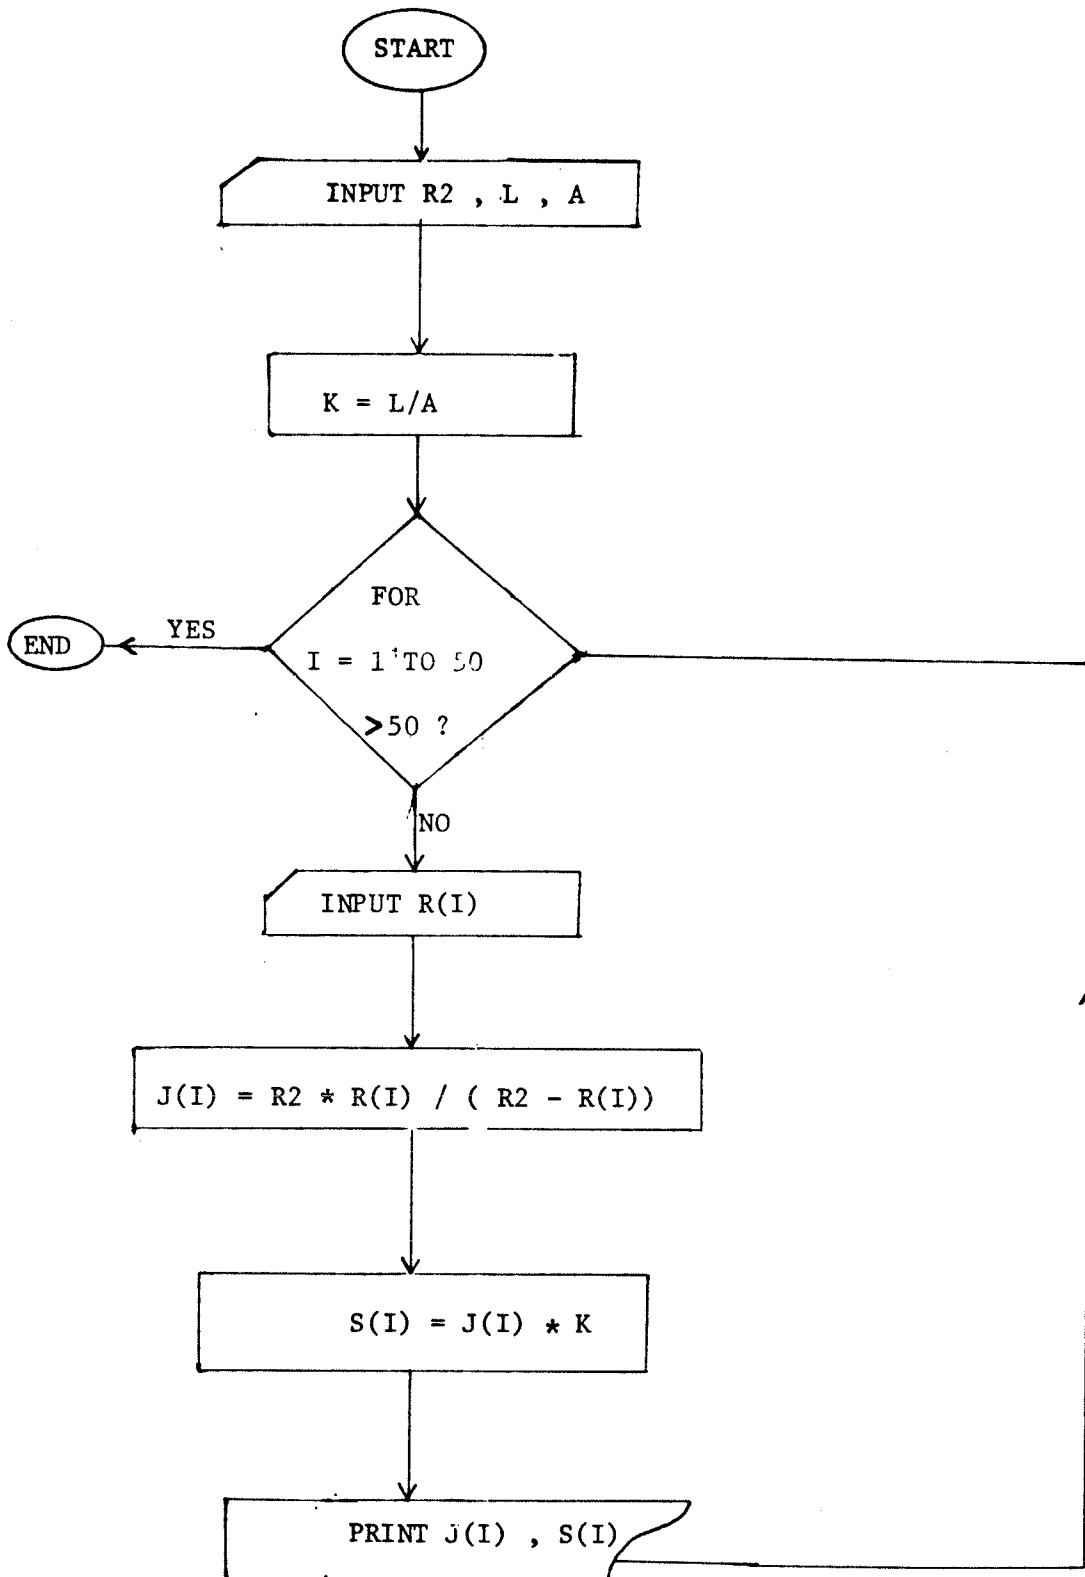 START
INPUT R2 , L , A
K = L/A
FOR
I = 1 TO 50
>50 ?
YES
END
NO
INPUT R(I)
J(I) = R2 * R(I) / ( R2 - R(I))
S(I) = J(I) * K
PRINT J(I) , S(I)